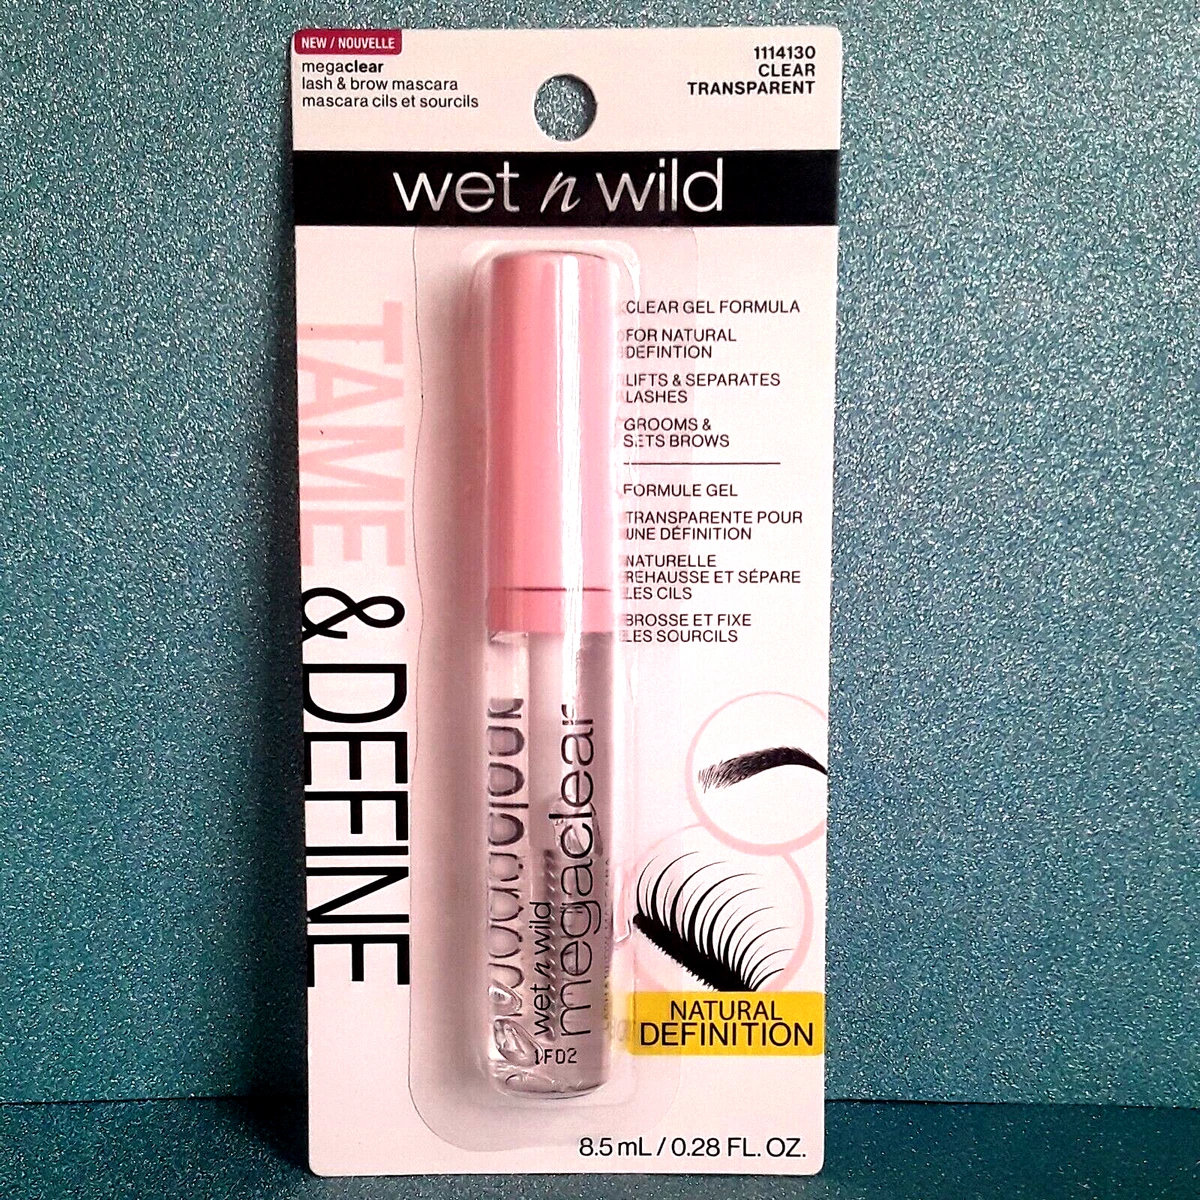 NEW / NOUVELLE
megaclear
lash & brow mascara
mascara cils et sourcils
1114130
CLEAR
TRANSPARENT
wet n wild
TAME & DEFINE
CLEAR GEL FORMULA
FOR NATURAL
DEFINTION
LIFTS & SEPARATES
LASHES
GROOMS &
SETS BROWS
FORMULE GEL
TRANSPARENTE POUR
UNE DÉFINITION
NATURELLE
REHAUSSE ET SÉPARE
LES CILS
BROSSE ET FIXE
LES SOURCILS
wet n wild
megaclear
1F02
NATURAL
DEFINITION
8.5 mL / 0.28 FL. OZ.